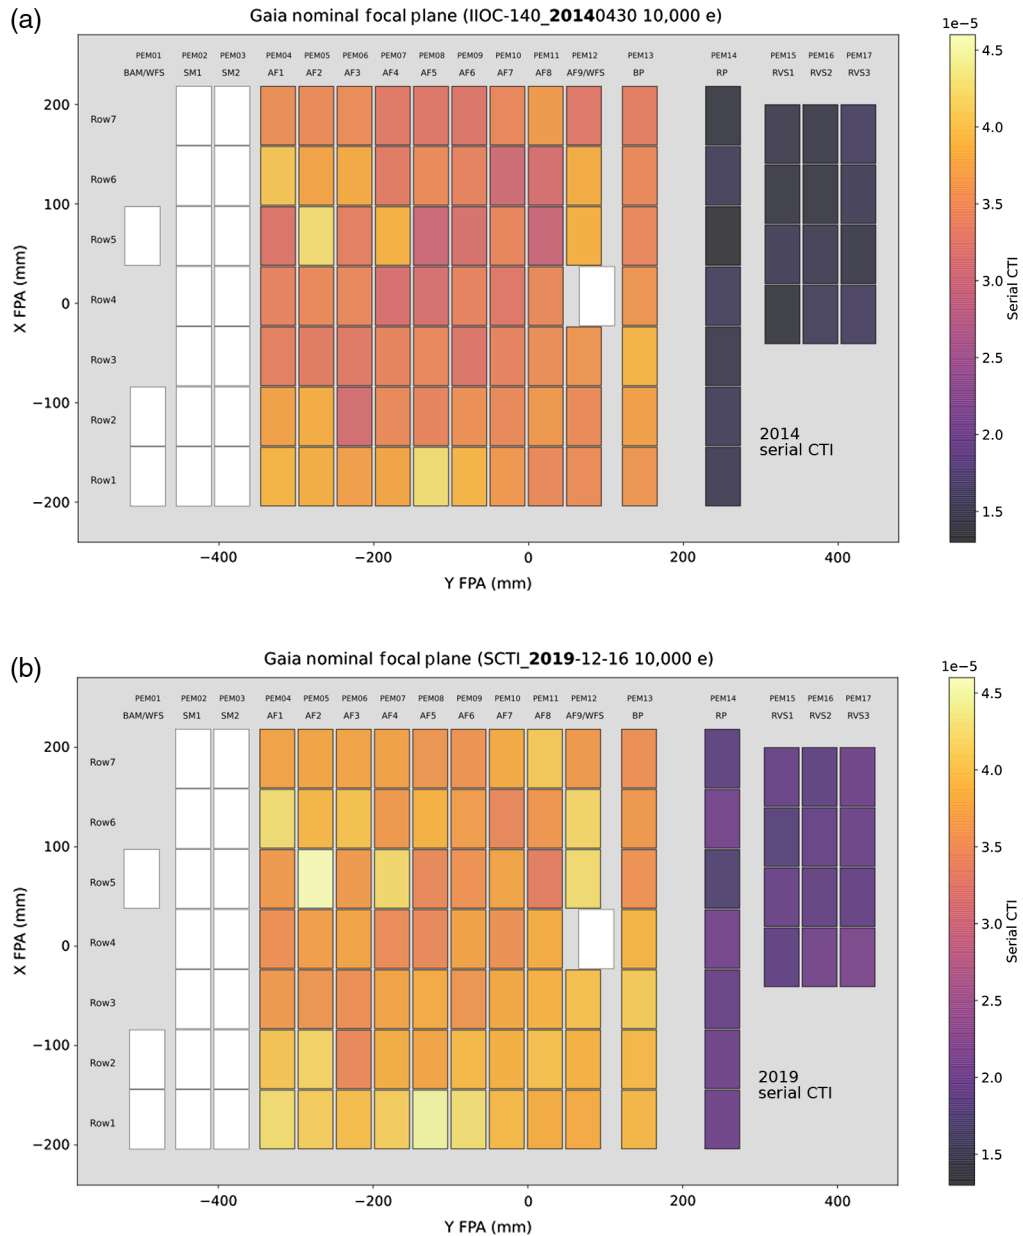 (a)
Gaia nominal focal plane (IIOC-140_20140430 10,000 e)
1e−5
PEM01 PEM02 PEM03 PEM04 PEM05 PEM06 PEM07 PEM08 PEM09 PEM10 PEM11 PEM12 PEM13 PEM14 PEM15 PEM16 PEM17
BAM/WFS SM1 SM2 AF1 AF2 AF3 AF4 AF5 AF6 AF7 AF8 AF9/WFS BP RP RVS1 RVS2 RVS3
4.5
200
Row7
4.0
Row6
100
3.5
Row5
X FPA (mm)
0
Row4
3.0
Serial CTI
Row3
2.5
−100
Row2
2014
serial CTI
2.0
Row1
−200
1.5
−400 −200 0 200 400
Y FPA (mm)
(b)
Gaia nominal focal plane (SCTI_2019-12-16 10,000 e)
1e−5
PEM01 PEM02 PEM03 PEM04 PEM05 PEM06 PEM07 PEM08 PEM09 PEM10 PEM11 PEM12 PEM13 PEM14 PEM15 PEM16 PEM17
BAM/WFS SM1 SM2 AF1 AF2 AF3 AF4 AF5 AF6 AF7 AF8 AF9/WFS BP RP RVS1 RVS2 RVS3
4.5
200
Row7
4.0
Row6
100
3.5
Row5
X FPA (mm)
0
Row4
3.0
Serial CTI
Row3
2.5
−100
Row2
2019
serial CTI
2.0
Row1
−200
1.5
−400 −200 0 200 400
Y FPA (mm)